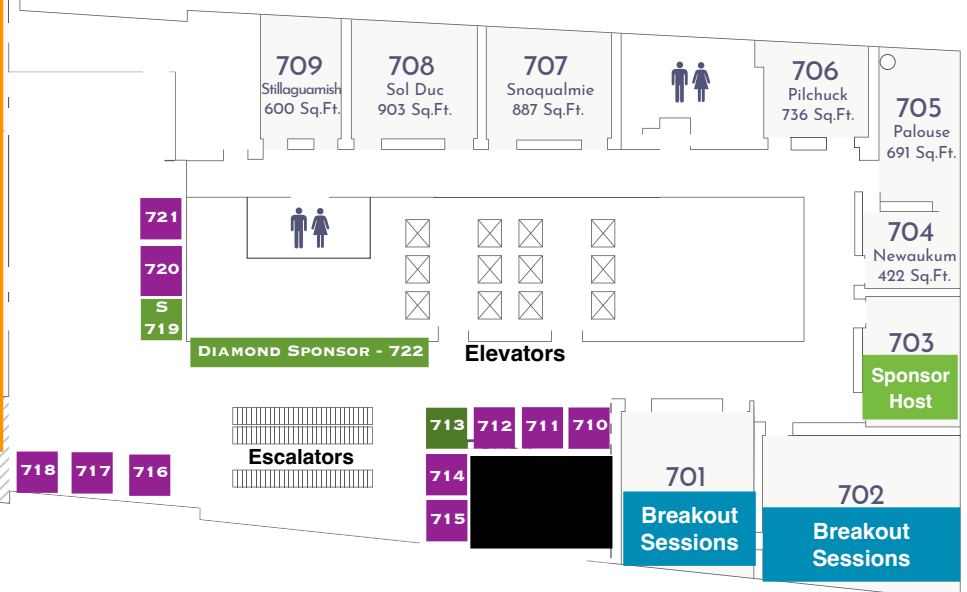 709
Stillaguamish
600 Sq.Ft.
708
Sol Duc
903 Sq.Ft.
707
Snoqualmie
887 Sq.Ft.
706
Pilchuck
736 Sq.Ft.
705
Palouse
691 Sq.Ft.
721
720
S
719
704
Newaukum
422 Sq.Ft.
DIAMOND SPONSOR - 722
Elevators
703
Sponsor
Host
713
712
711
710
Escalators
718
717
716
714
715
701
Breakout
Sessions
702
Breakout
Sessions